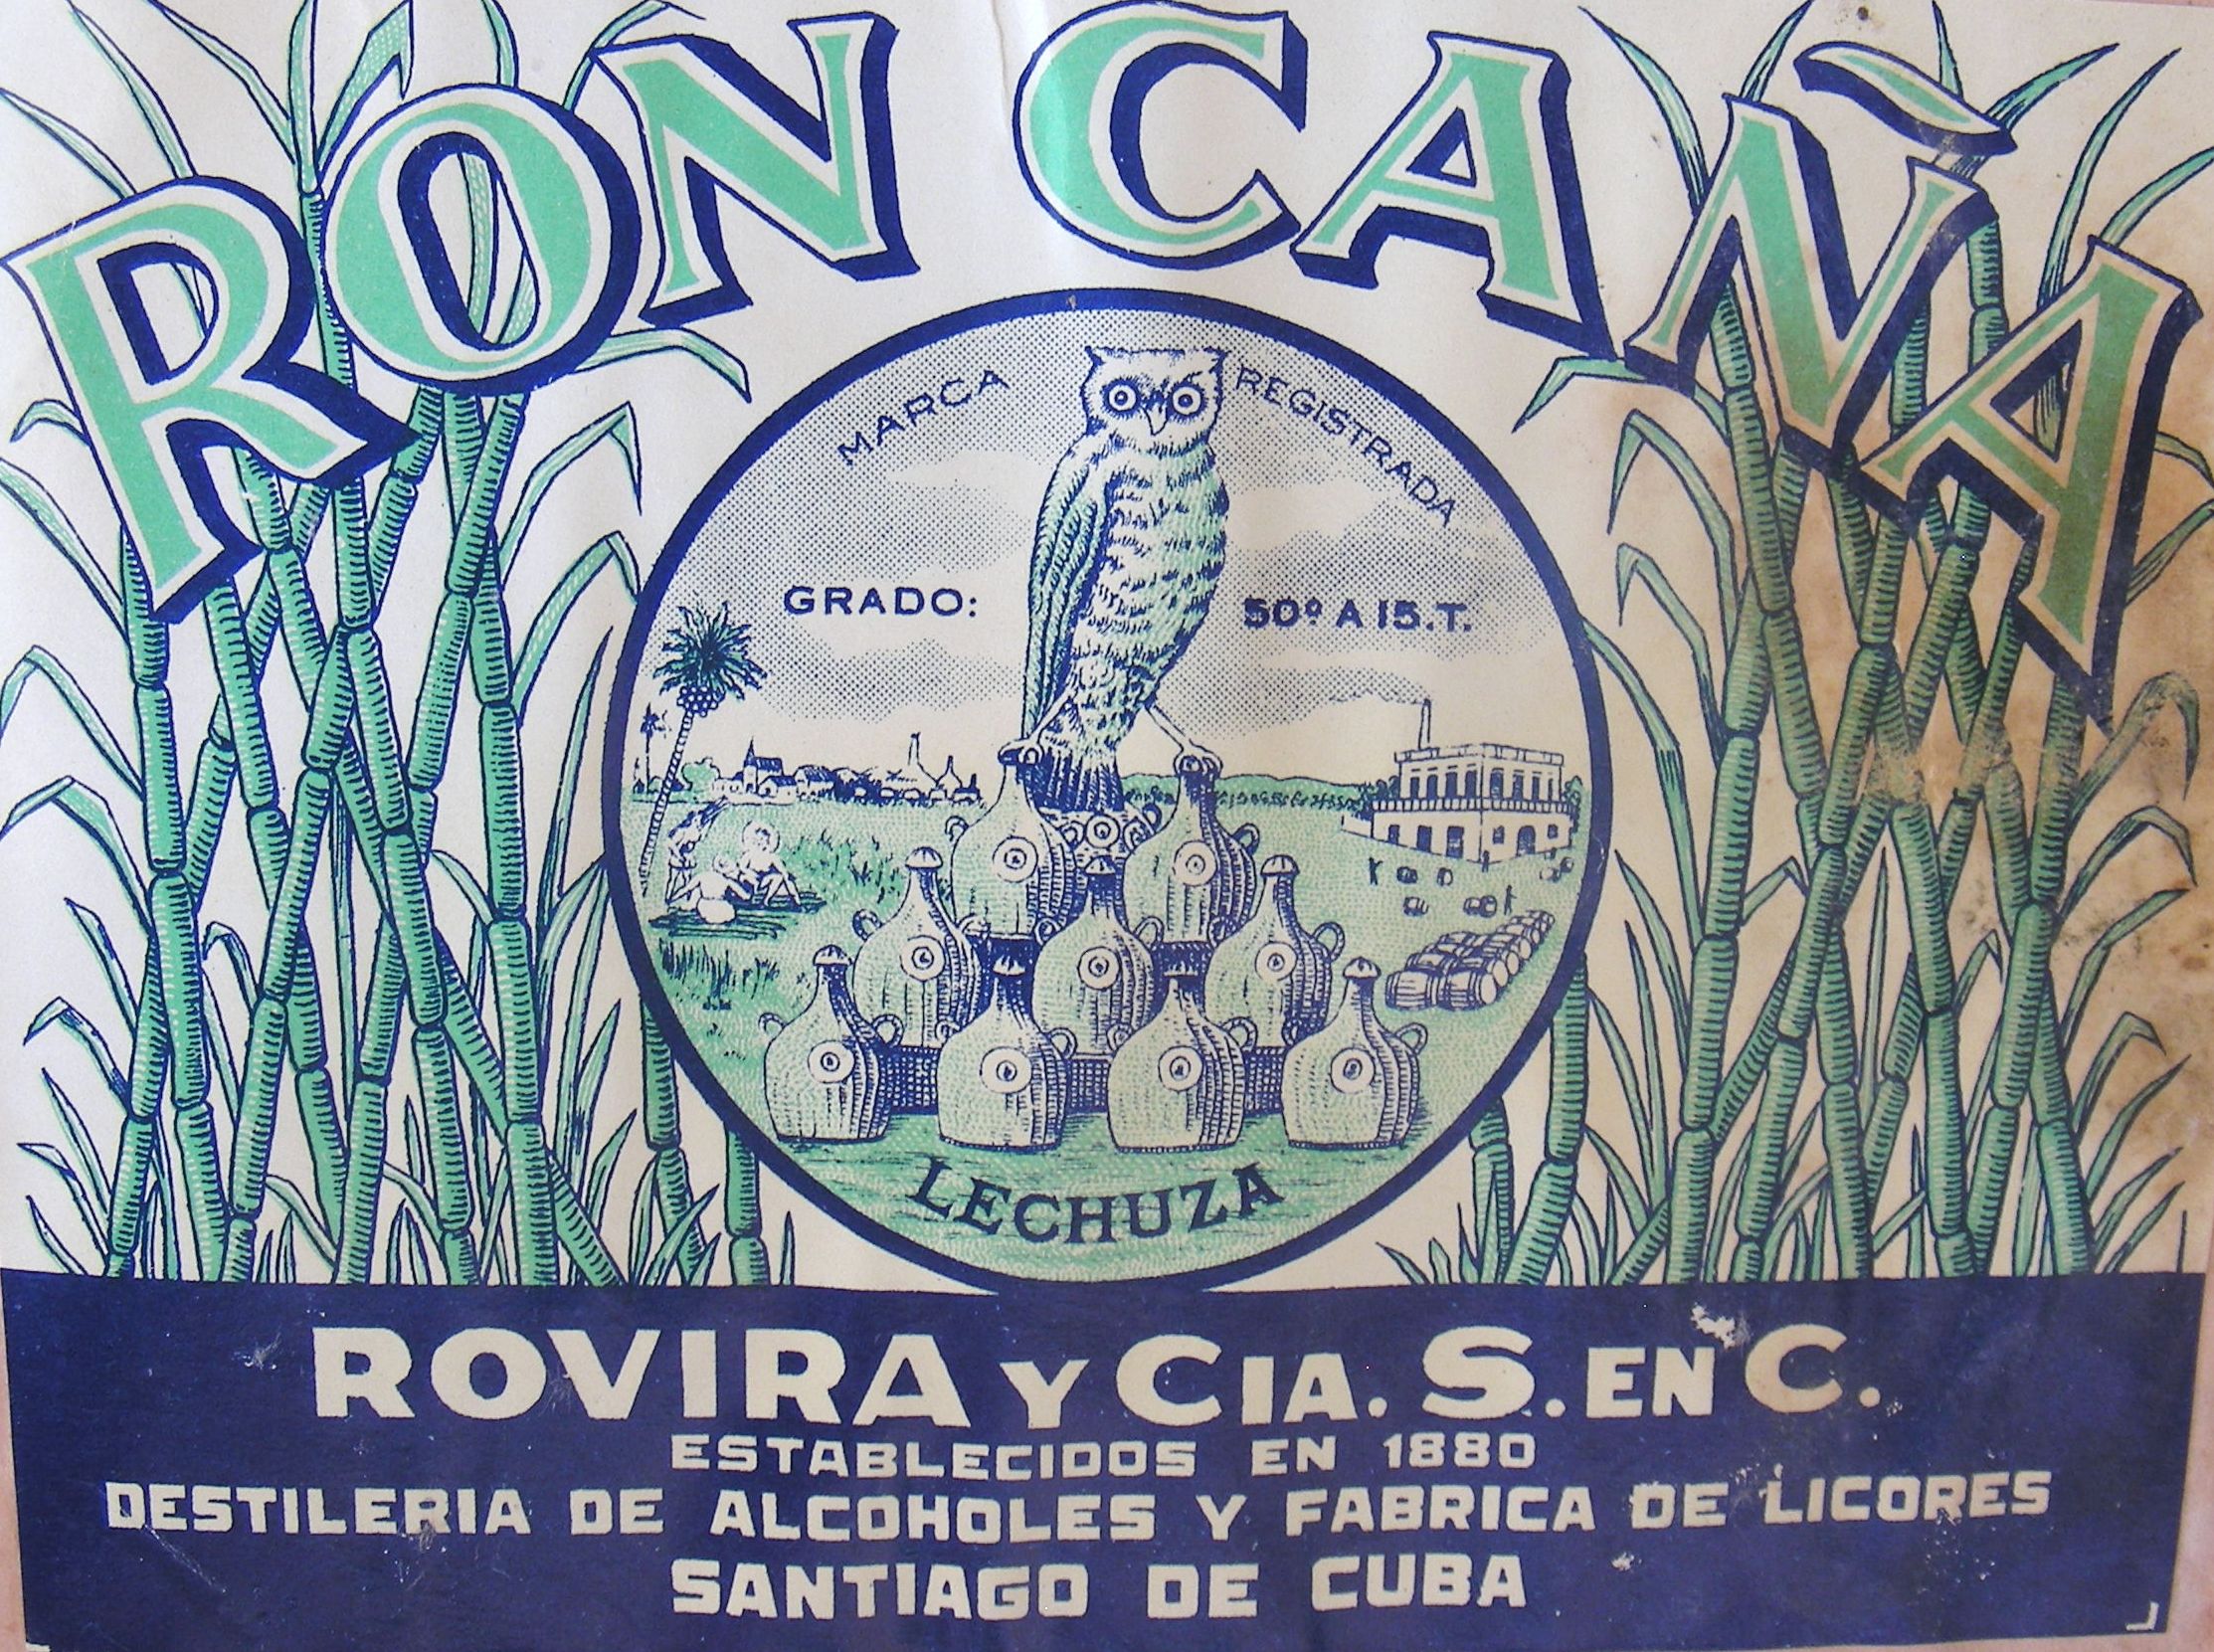 RON CAÑA
MARCA REGISTRADA
GRADO: 50º A 15.T.
LECHUZA
ROVIRA Y CIA. S. EN C.
ESTABLECIDOS EN 1880
DESTILERIA DE ALCOHOLES Y FABRICA DE LICORES
SANTIAGO DE CUBA